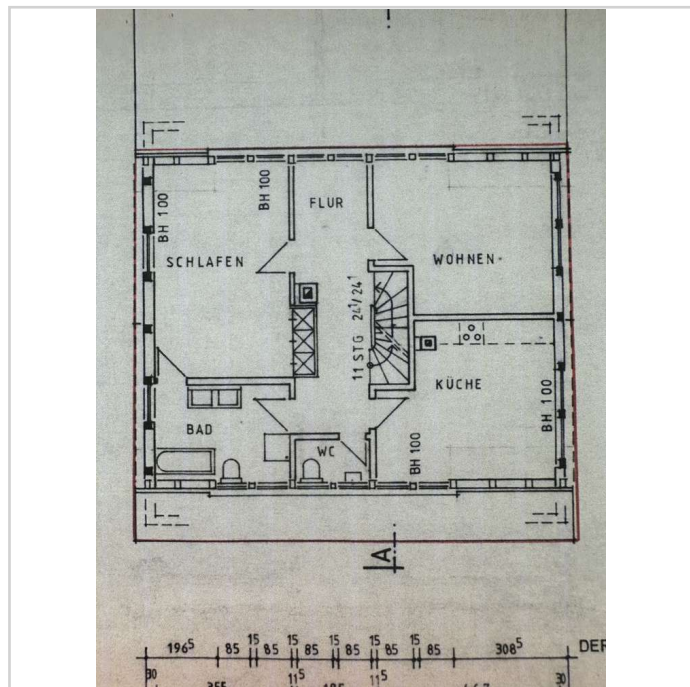 FLUR
BH 100
BH 100
SCHLAFEN
WOHNEN
11 STG 24¹/24¹
KÜCHE
BH 100
BAD
WC
BH 100
A
196⁵ 85 15 85 15 85 15 85 15 85 15 85 308⁵ DER
30 11⁵ 11⁵ 30